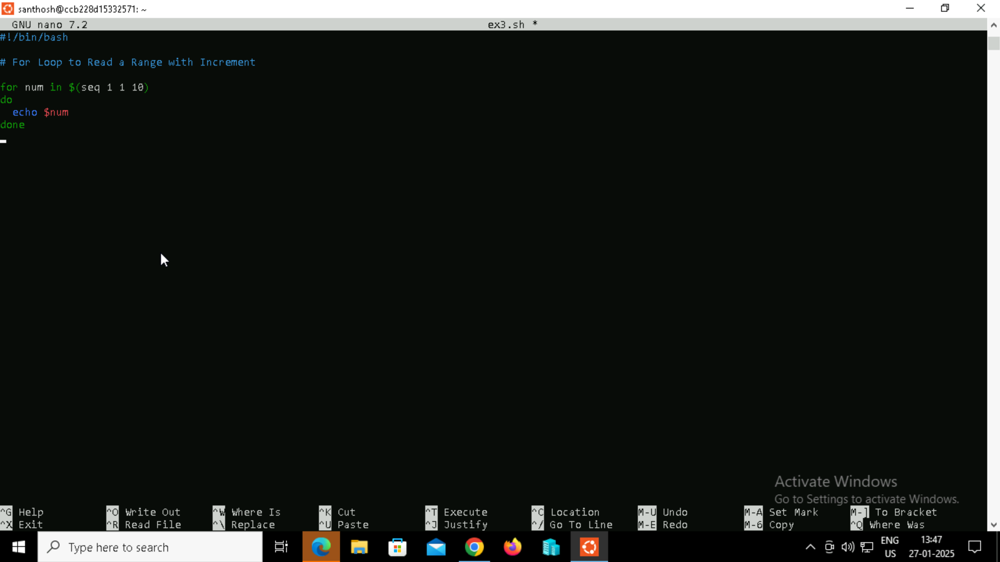 santhosh@ccb228d15332571: ~
GNU nano 7.2 ex3.sh *
#!/bin/bash
# For Loop to Read a Range with Increment
for num in $(seq 1 1 10)
do
  echo $num
done
Activate Windows
Go to Settings to activate Windows.
^G Help ^O Write Out ^W Where Is ^K Cut ^T Execute ^C Location M-U Undo M-A Set Mark M-] To Bracket
^X Exit ^R Read File ^\ Replace ^U Paste ^J Justify ^/ Go To Line M-E Redo M-6 Copy ^Q Where Was
Type here to search
ENG 13:47
US 27-01-2025